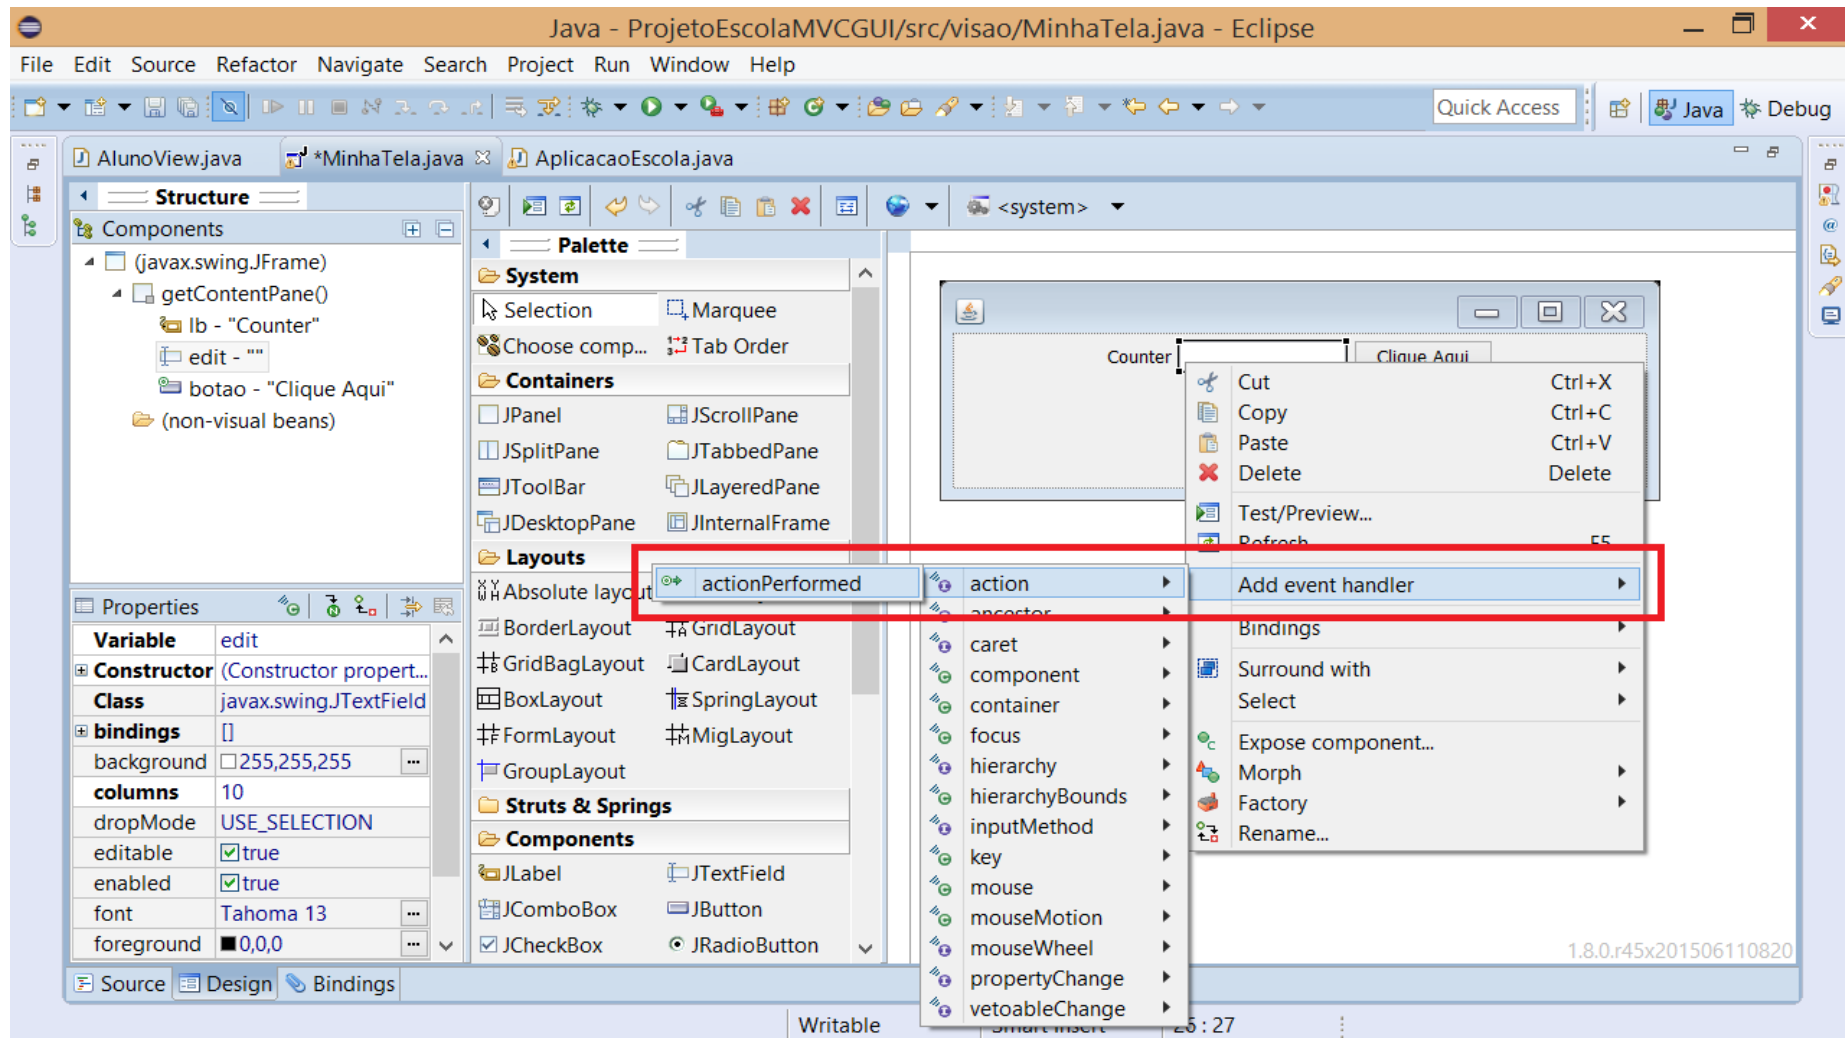 Java - ProjetoEscolaMVCGUI/src/visao/MinhaTela.java - Eclipse
File Edit Source Refactor Navigate Search Project Run Window Help
Quick Access Java Debug
AlunoView.java *MinhaTela.java AplicacaoEscola.java
Structure
Components
(javax.swing.JFrame)
getContentPane()
lb - "Counter"
edit - ""
botao - "Clique Aqui"
(non-visual beans)
Properties
Variable edit
Constructor (Constructor propert...
Class javax.swing.JTextField
bindings []
background 255,255,255 ...
columns 10
dropMode USE_SELECTION
editable true
enabled true
font Tahoma 13 ...
foreground 0,0,0 ...
<system>
Palette
System
Selection Marquee
Choose comp... Tab Order
Containers
JPanel JScrollPane
JSplitPane JTabbedPane
JToolBar JLayeredPane
JDesktopPane JInternalFrame
Layouts
Absolute layout
BorderLayout GridLayout
GridBagLayout CardLayout
BoxLayout SpringLayout
FormLayout MigLayout
GroupLayout
Struts & Springs
Components
JLabel JTextField
JComboBox JButton
JCheckBox JRadioButton
Counter Clique Aqui
Cut Ctrl+X
Copy Ctrl+C
Paste Ctrl+V
Delete Delete
Test/Preview...
Refresh F5
Add event handler
Bindings
Surround with
Select
Expose component...
Morph
Factory
Rename...
actionPerformed
action
ancestor
caret
component
container
focus
hierarchy
hierarchyBounds
inputMethod
key
mouse
mouseMotion
mouseWheel
propertyChange
vetoableChange
1.8.0.r45x201506110820
Source Design Bindings
Writable Smart Insert 26 : 27